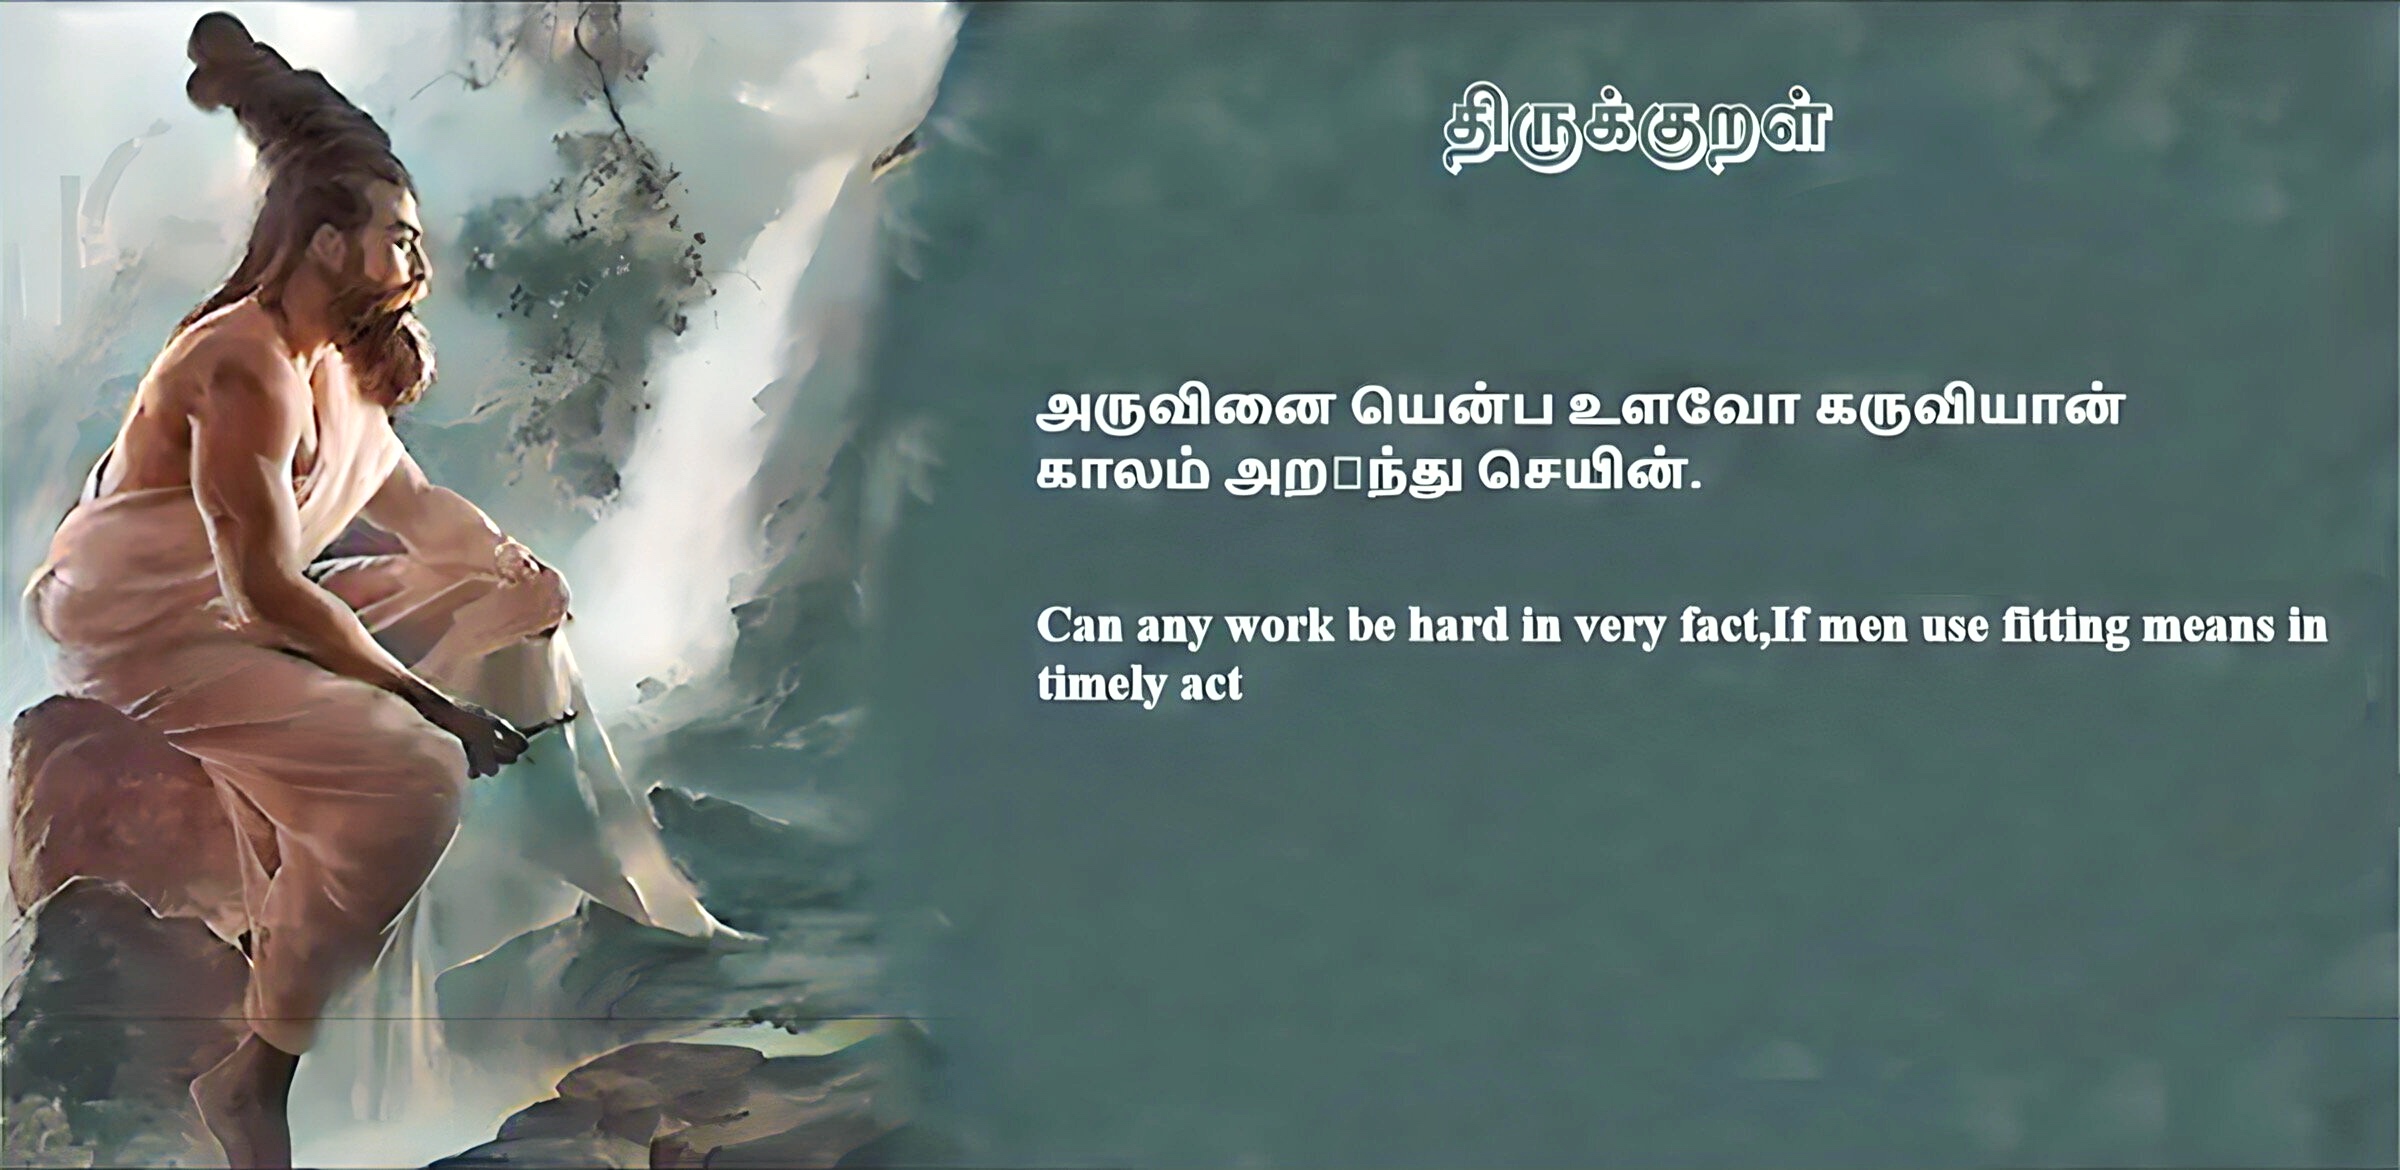 திருக்குறள்
அருவினை யென்ப உளவோ கருவியான்
காலம் அற□ந்து செயின்.
Can any work be hard in very fact,If men use fitting means in
timely act